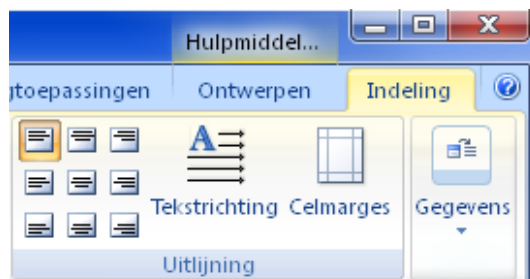 Hulpmiddel...
gtoepassingen Ontwerpen Indeling
Tekstrichting Celmarges Gegevens
Uitlijning